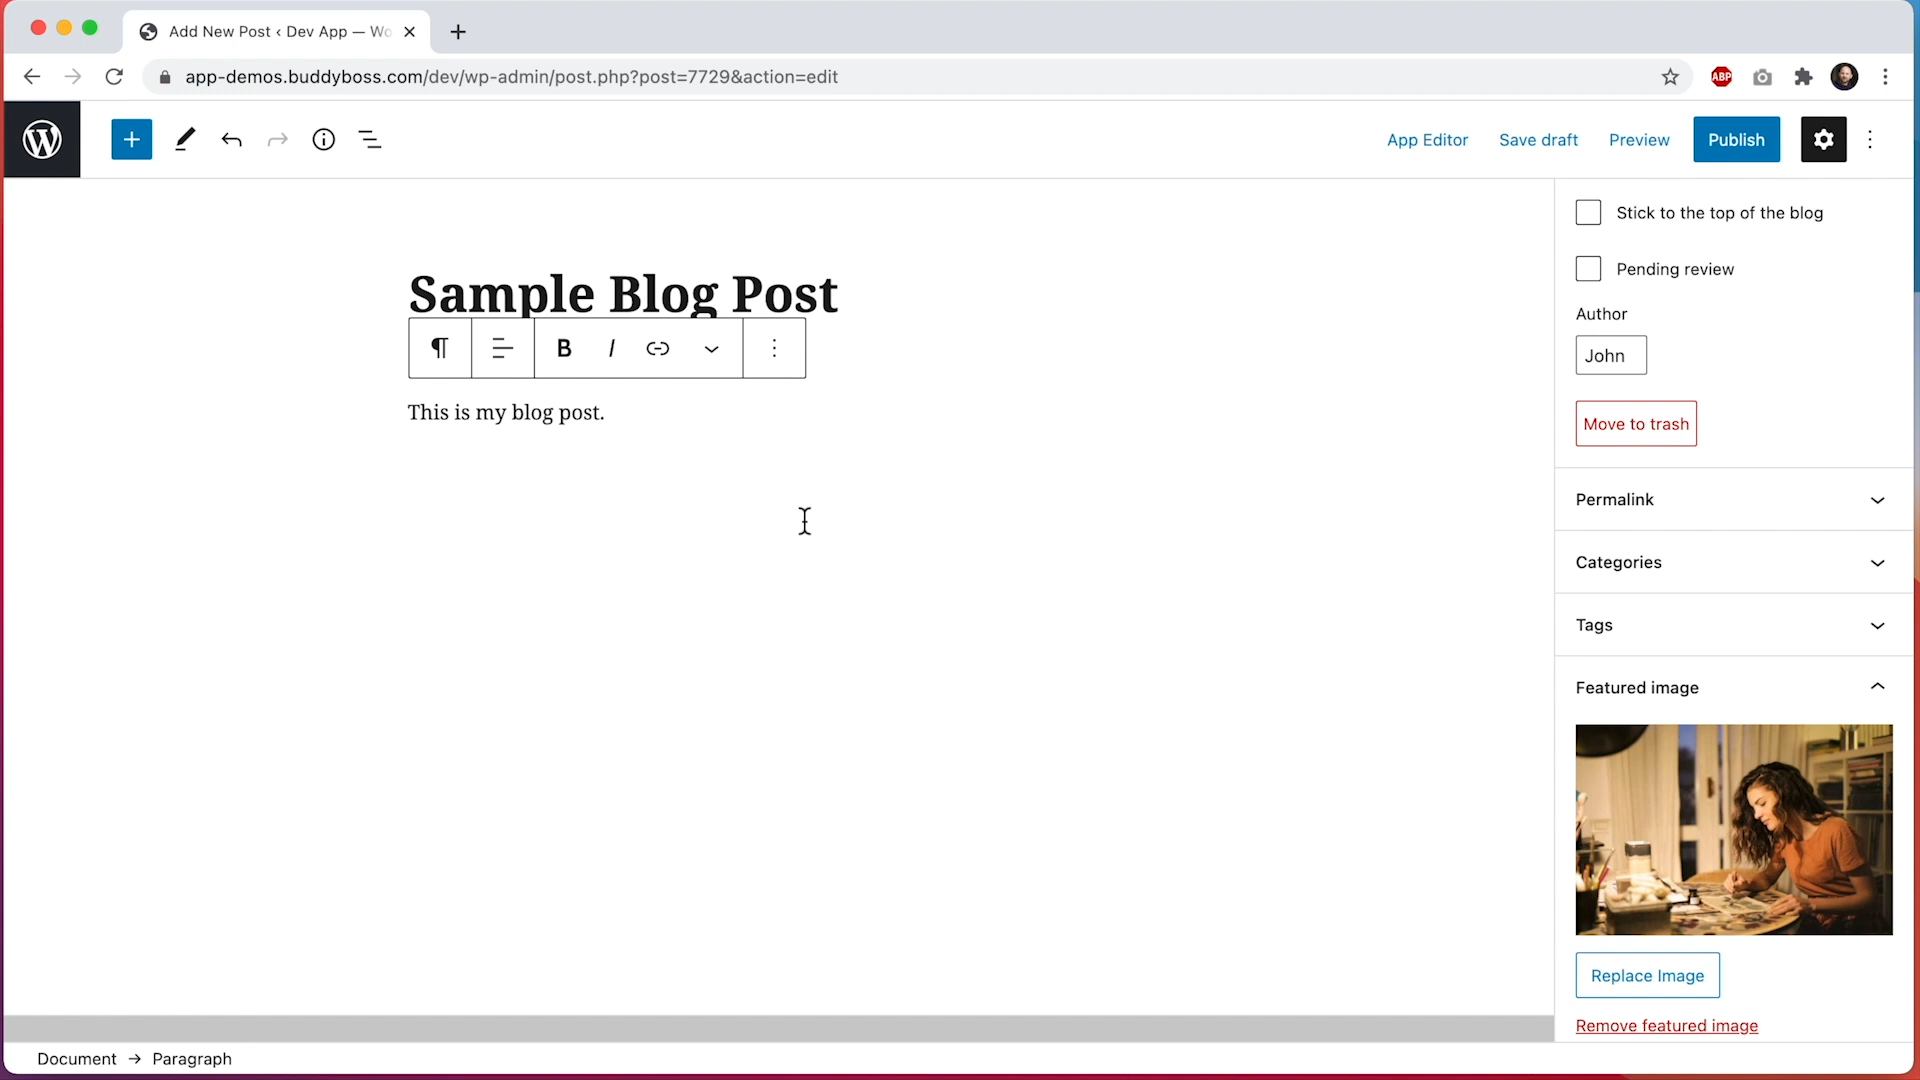 Add New Post ‹ Dev App — Wo
app-demos.buddyboss.com/dev/wp-admin/post.php?post=7729&action=edit
ABP
App Editor
Save draft
Preview
Publish
Stick to the top of the blog
Pending review
Author
John
Move to trash
Sample Blog Post
B I
This is my blog post.
Permalink
Categories
Tags
Featured image
Replace Image
Remove featured image
Document → Paragraph